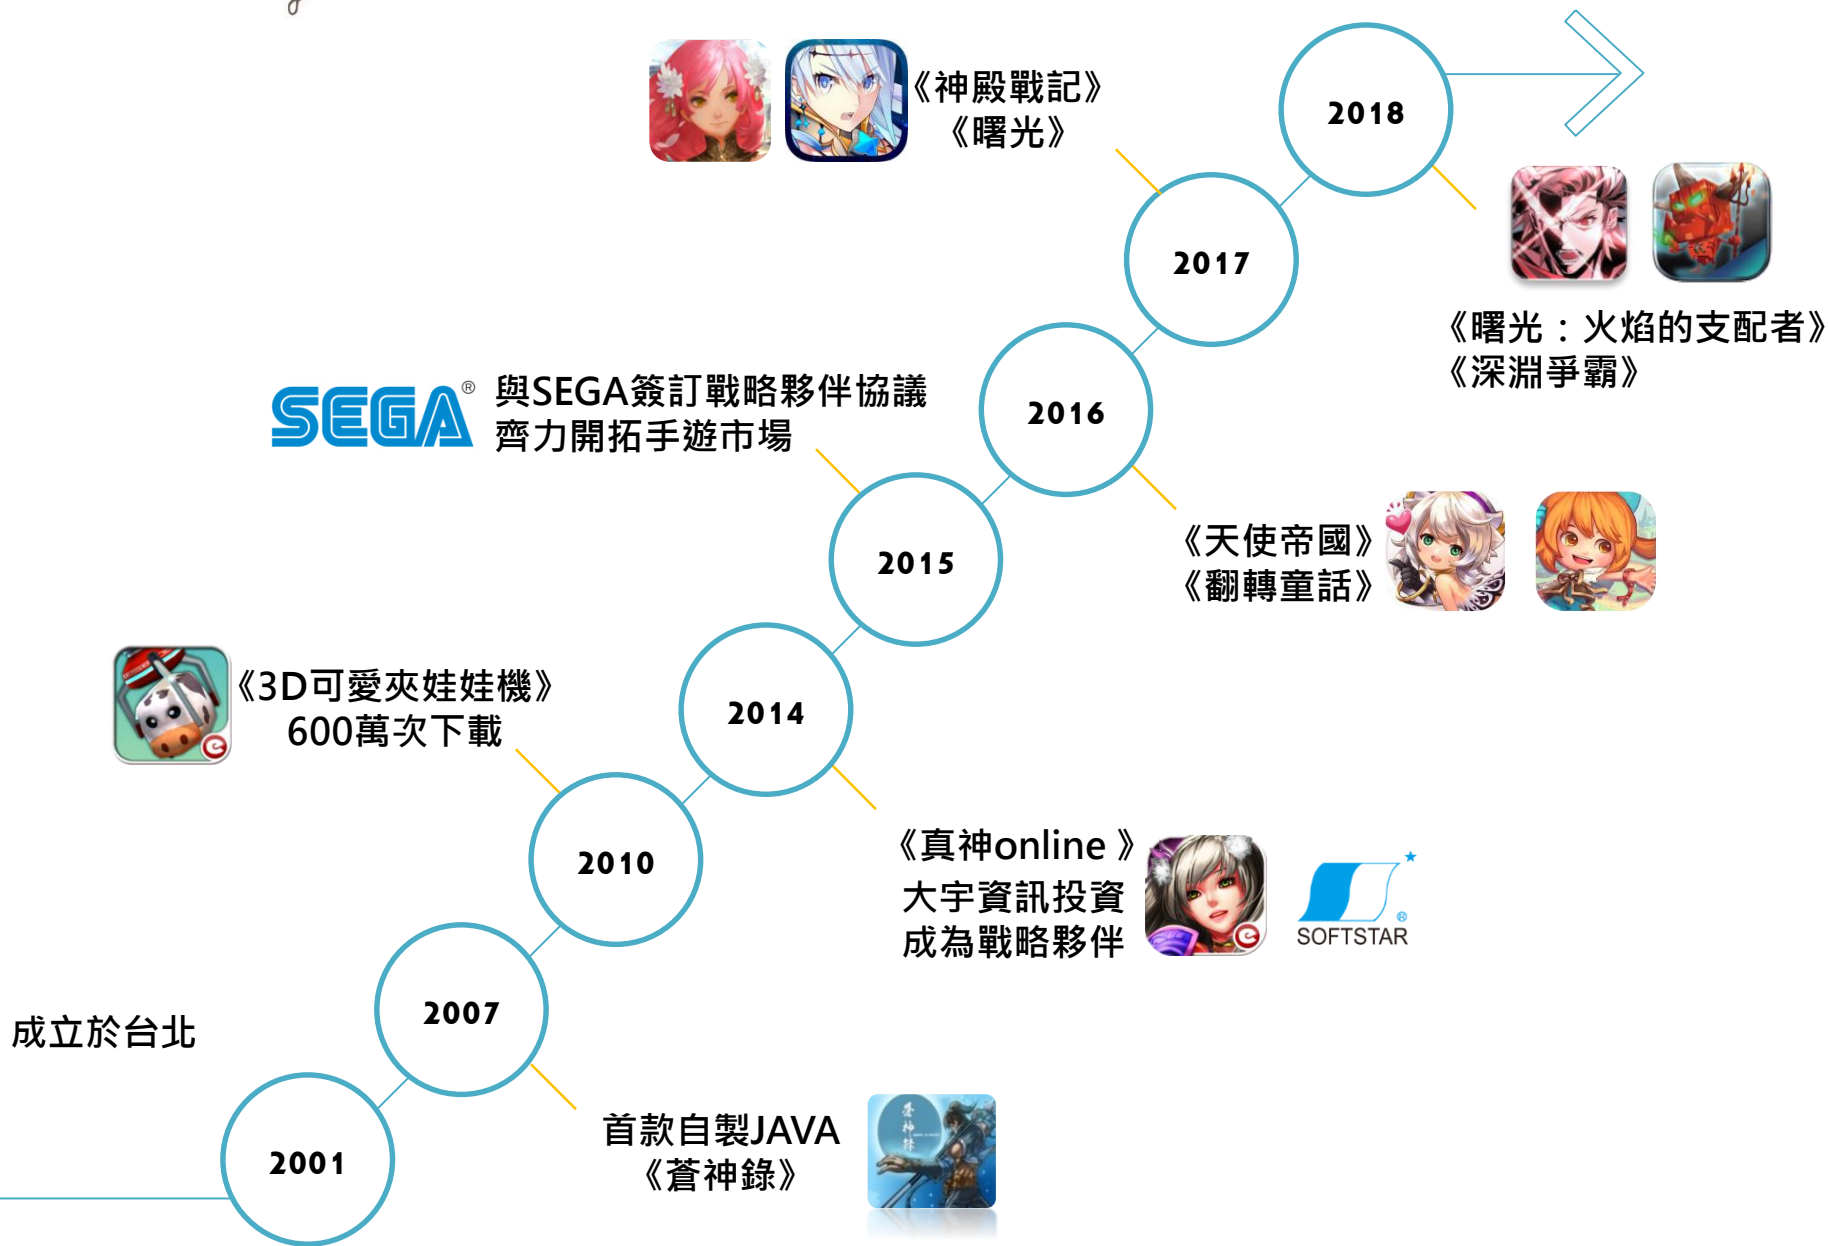 《神殿戰記》
《曙光》
2018
2017
《曙光：火焰的支配者》
《深淵爭霸》
SEGA®
與SEGA簽訂戰略夥伴協議
齊力開拓手遊市場
2016
《天使帝國》
《翻轉童話》
2015
《3D可愛夾娃娃機》
600萬次下載
2014
《真神online 》
大宇資訊投資
成為戰略夥伴
®
SOFTSTAR
2010
2007
成立於台北
首款自製JAVA
《蒼神錄》
蒼神錄
2001